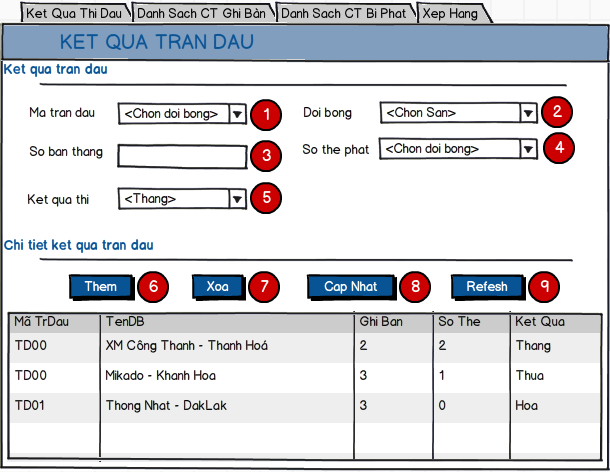 Ket Qua Thi Dau Danh Sach CT Ghi Bàn Danh Sach CT Bi Phat Xep Hang
KET QUA TRAN DAU
Ket qua tran dau
Ma tran dau <Chon doi bong> 1 Doi bong <Chon San> 2
So ban thang 3 So the phat <Chon doi bong> 4
Ket qua thi <Thang> 5
Chi tiet ket qua tran dau
Them 6 Xoa 7 Cap Nhat 8 Refesh 9
Mã TrDau TenDB Ghi Ban So The Ket Qua
TD00 XM Công Thanh - Thanh Hoá 2 2 Thang
TD00 Mikado - Khanh Hoa 3 1 Thua
TD01 Thong Nhat - DakLak 3 0 Hoa